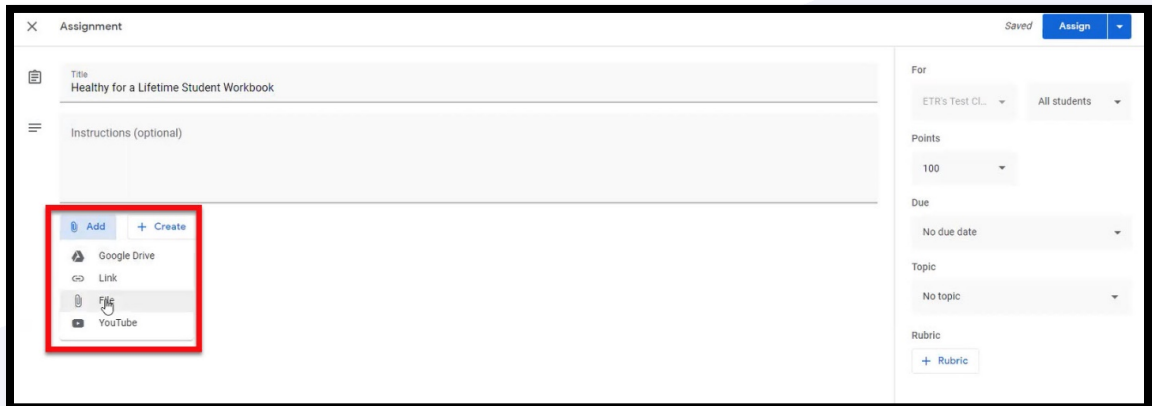 Assignment
Saved
Assign
Title
Healthy for a Lifetime Student Workbook
Instructions (optional)
Add
+ Create
Google Drive
Link
File
YouTube
For
ETR's Test Cl...
All students
Points
100
Due
No due date
Topic
No topic
Rubric
+ Rubric